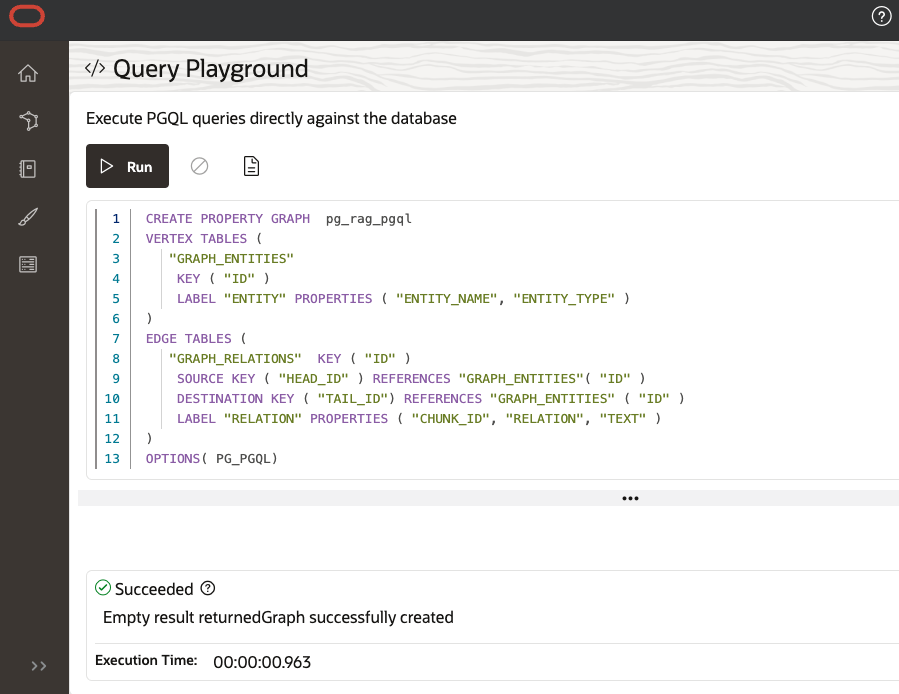 ?
</> Query Playground
Execute PGQL queries directly against the database
Run
1 CREATE PROPERTY GRAPH  pg_rag_pgql
2 VERTEX TABLES (
3 "GRAPH_ENTITIES"
4 KEY ( "ID" )
5 LABEL "ENTITY" PROPERTIES ( "ENTITY_NAME", "ENTITY_TYPE" )
6 )
7 EDGE TABLES (
8 "GRAPH_RELATIONS"  KEY ( "ID" )
9 SOURCE KEY ( "HEAD_ID" ) REFERENCES "GRAPH_ENTITIES"( "ID" )
10 DESTINATION KEY ( "TAIL_ID") REFERENCES "GRAPH_ENTITIES" ( "ID" )
11 LABEL "RELATION" PROPERTIES ( "CHUNK_ID", "RELATION", "TEXT" )
12 )
13 OPTIONS( PG_PGQL)
Succeeded ?
Empty result returnedGraph successfully created
Execution Time: 00:00:00.963